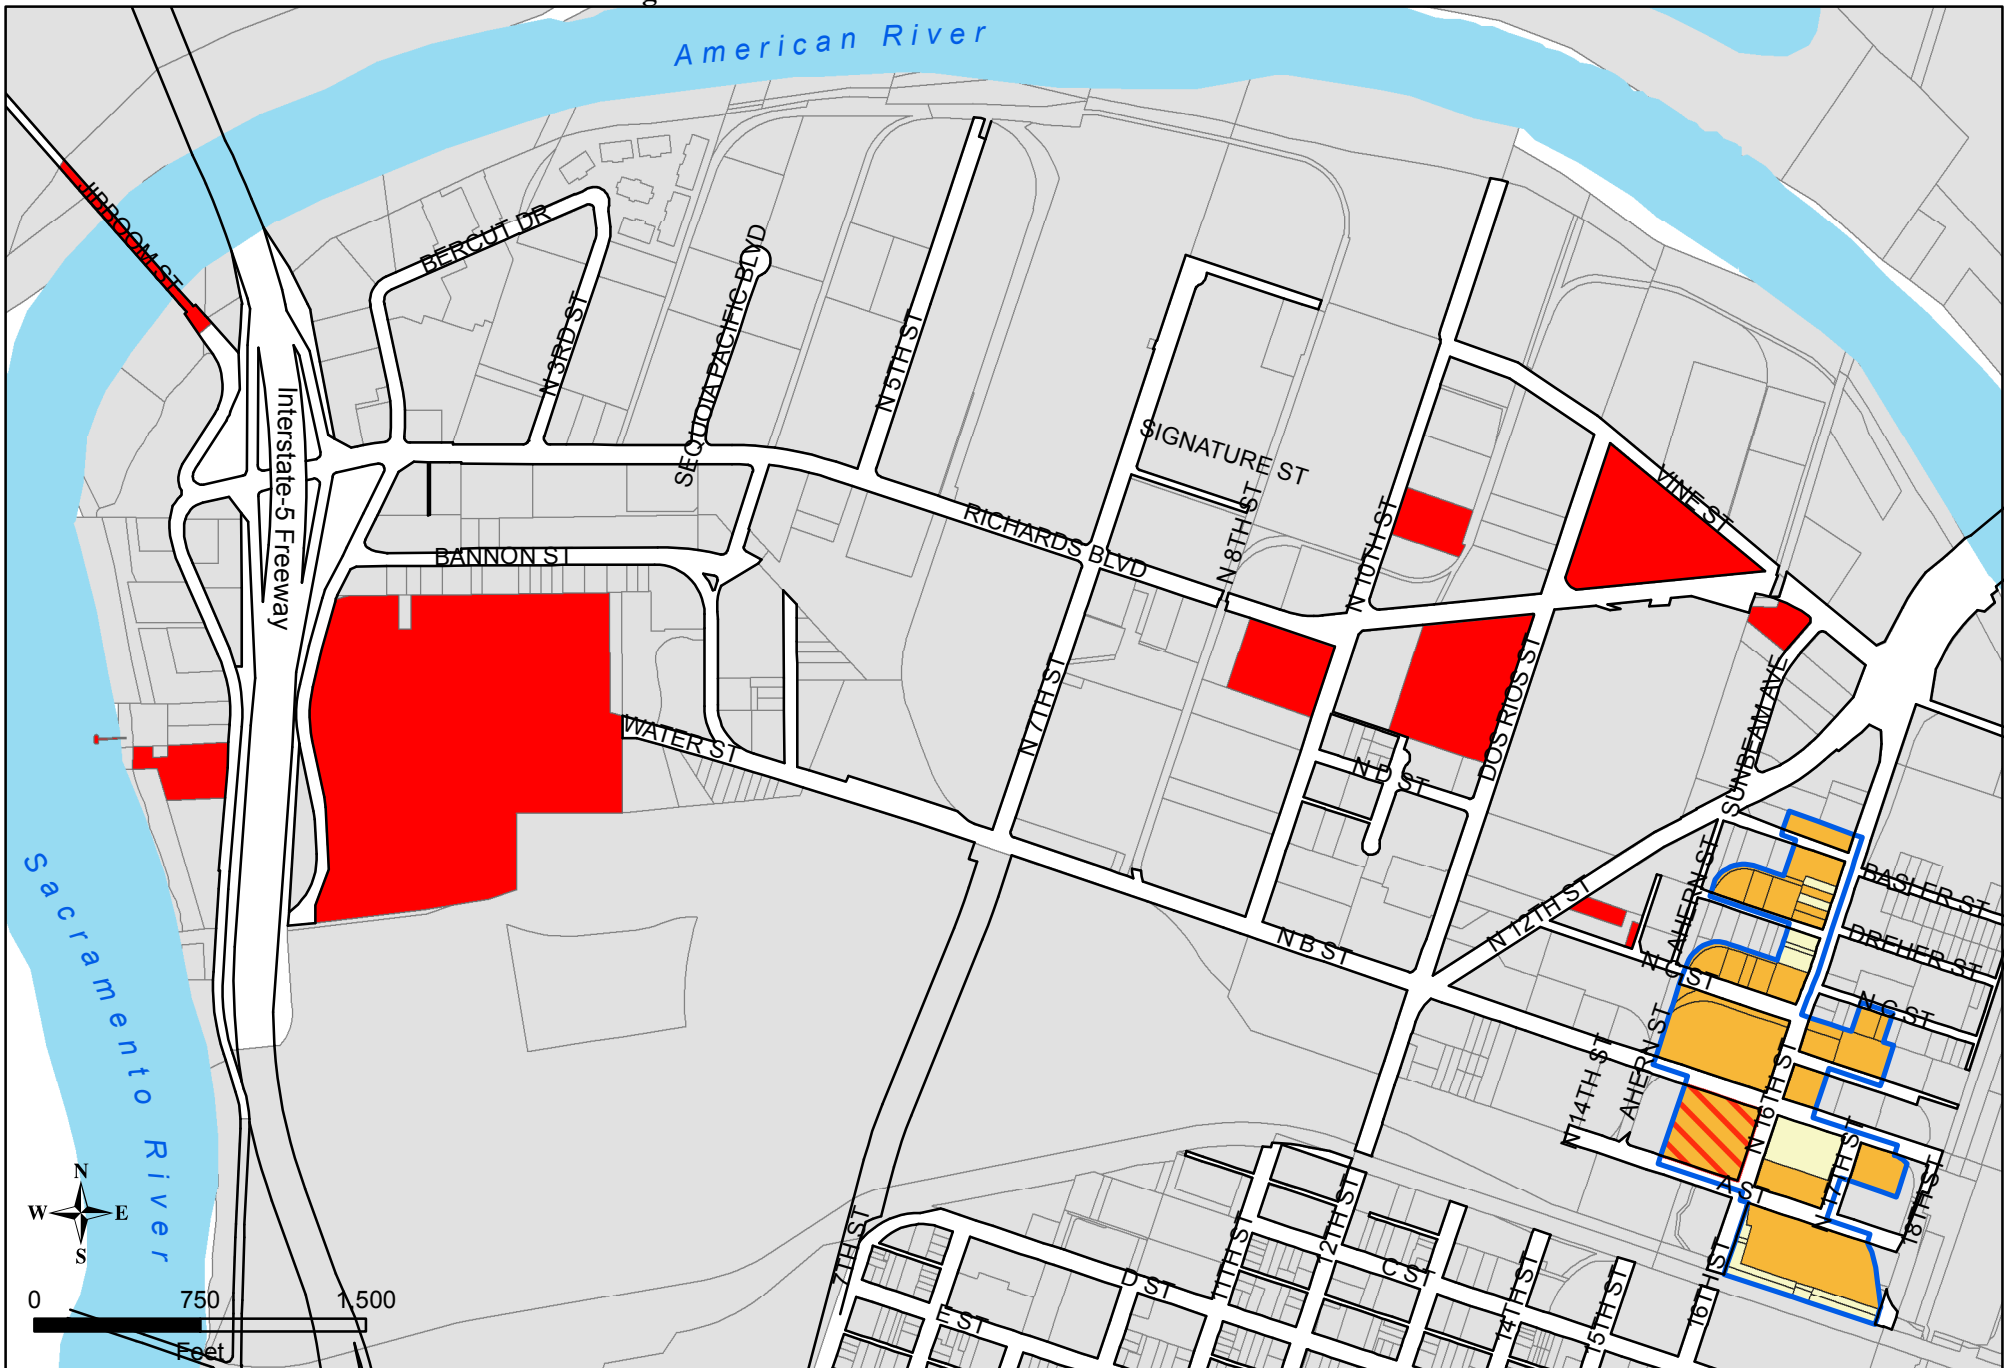 American River
JIBBOOM ST
BERCUT DR
N 3RD ST
SEQUOIA PACIFIC BLVD
N 5TH ST
Interstate-5 Freeway
SIGNATURE ST
VINE ST
RICHARDS BLVD
N 8TH ST
N 10TH ST
BANNON ST
WATER ST
N 7TH ST
N D ST
DOS RIOS ST
SUNBEAM AVE
Sacramento River
N B ST
N 12TH ST
AHERN ST
BASLER ST
DREHER ST
N C ST
N C ST
N 14TH ST
AHERN ST
N 16TH ST
N 17TH ST
18TH ST
A ST
7TH ST
D ST
E ST
11TH ST
12TH ST
C ST
14TH ST
15TH ST
16TH ST
N
W E
S
0 750 1,500
Feet